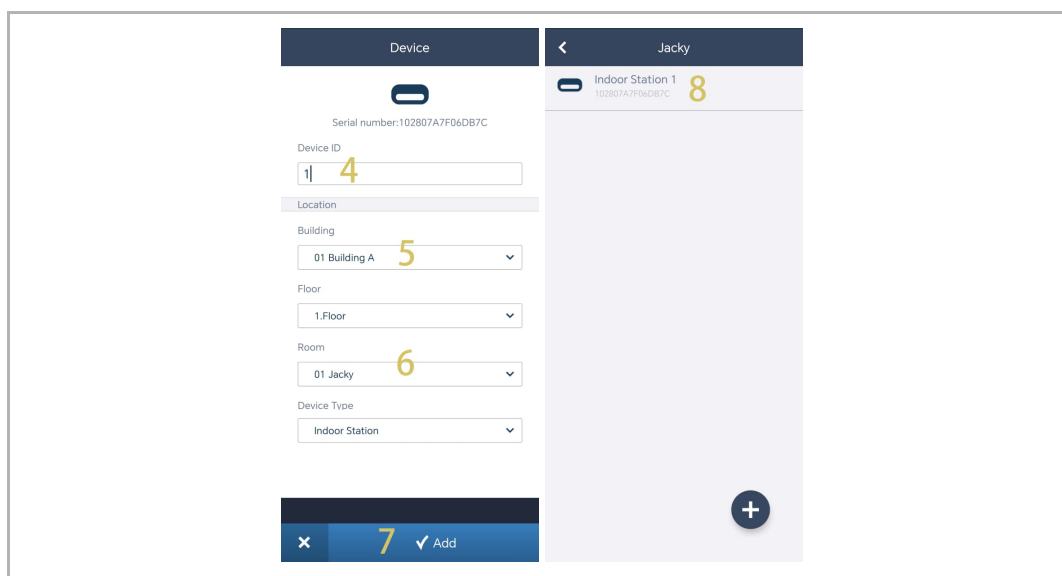 Device
Serial number:102807A7F06DB7C
Device ID
1
4
Location
Building
01 Building A
5
Floor
1.Floor
Room
6
01 Jacky
Device Type
Indoor Station
7
Add
Jacky
Indoor Station 1
102807A7F06DB7C
8